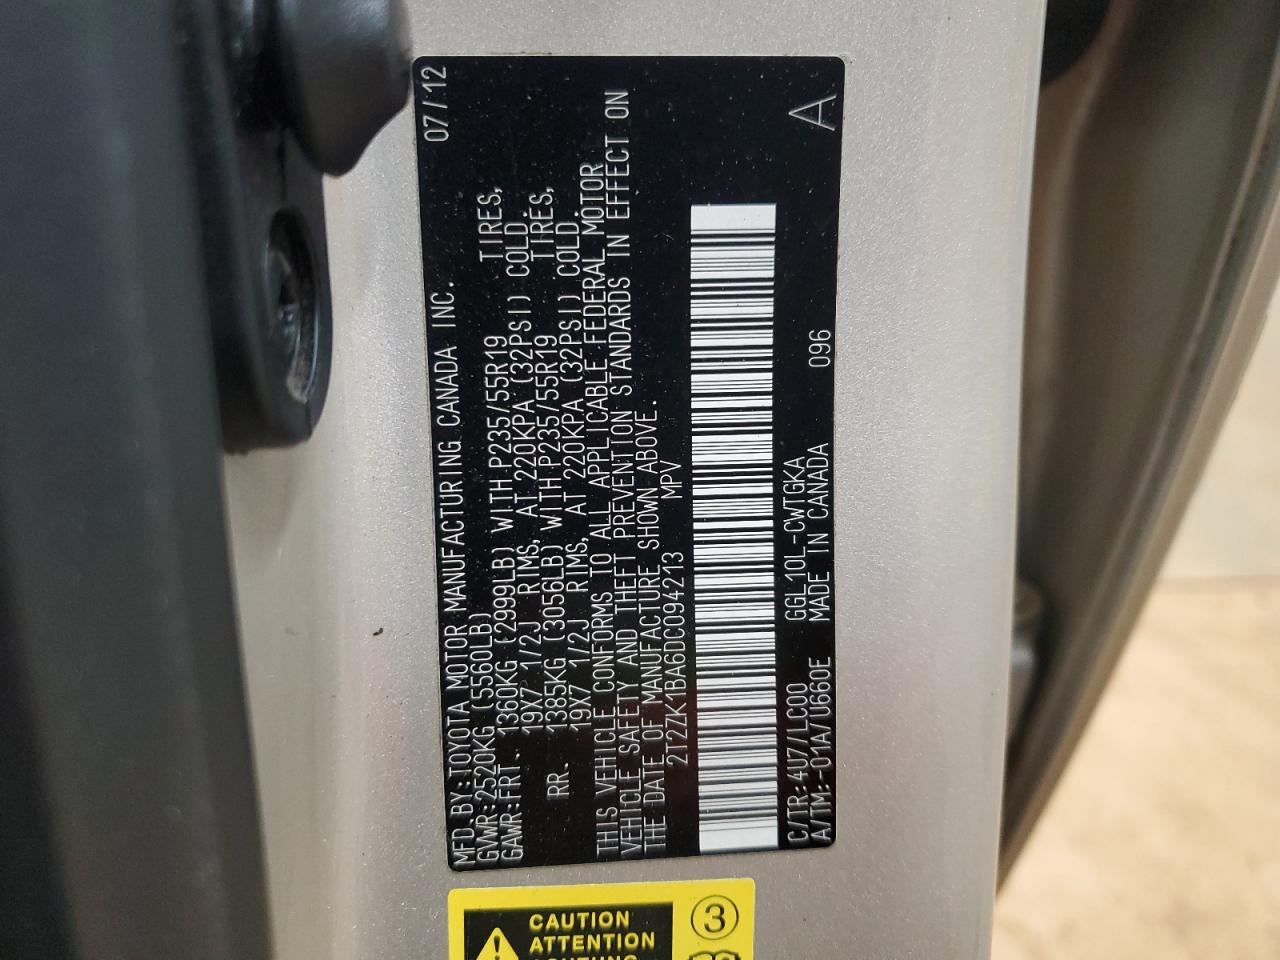 MFD.BY:TOYOTA MOTOR MANUFACTURING CANADA INC. 07/12
GVWR:2520KG (5560LB)
GAWR:FRT. 1360KG (2999LB) WITH P235/55R19 TIRES,
19X7 1/2J RIMS, AT 220KPA (32PSI) COLD.
RR. 1385KG (3056LB) WITH P235/55R19 TIRES,
19X7 1/2J RIMS, AT 220KPA (32PSI) COLD.
THIS VEHICLE CONFORMS TO ALL APPLICABLE FEDERAL MOTOR
VEHICLE SAFETY AND THEFT PREVENTION STANDARDS IN EFFECT ON
THE DATE OF MANUFACTURE SHOWN ABOVE.
2T2ZK1BA6DC094213 MPV
C/TR:4U7/LC00 GGL10L-CWTGKA 096 A
A/TM:-01A/U660E MADE IN CANADA
CAUTION 3
ATTENTION